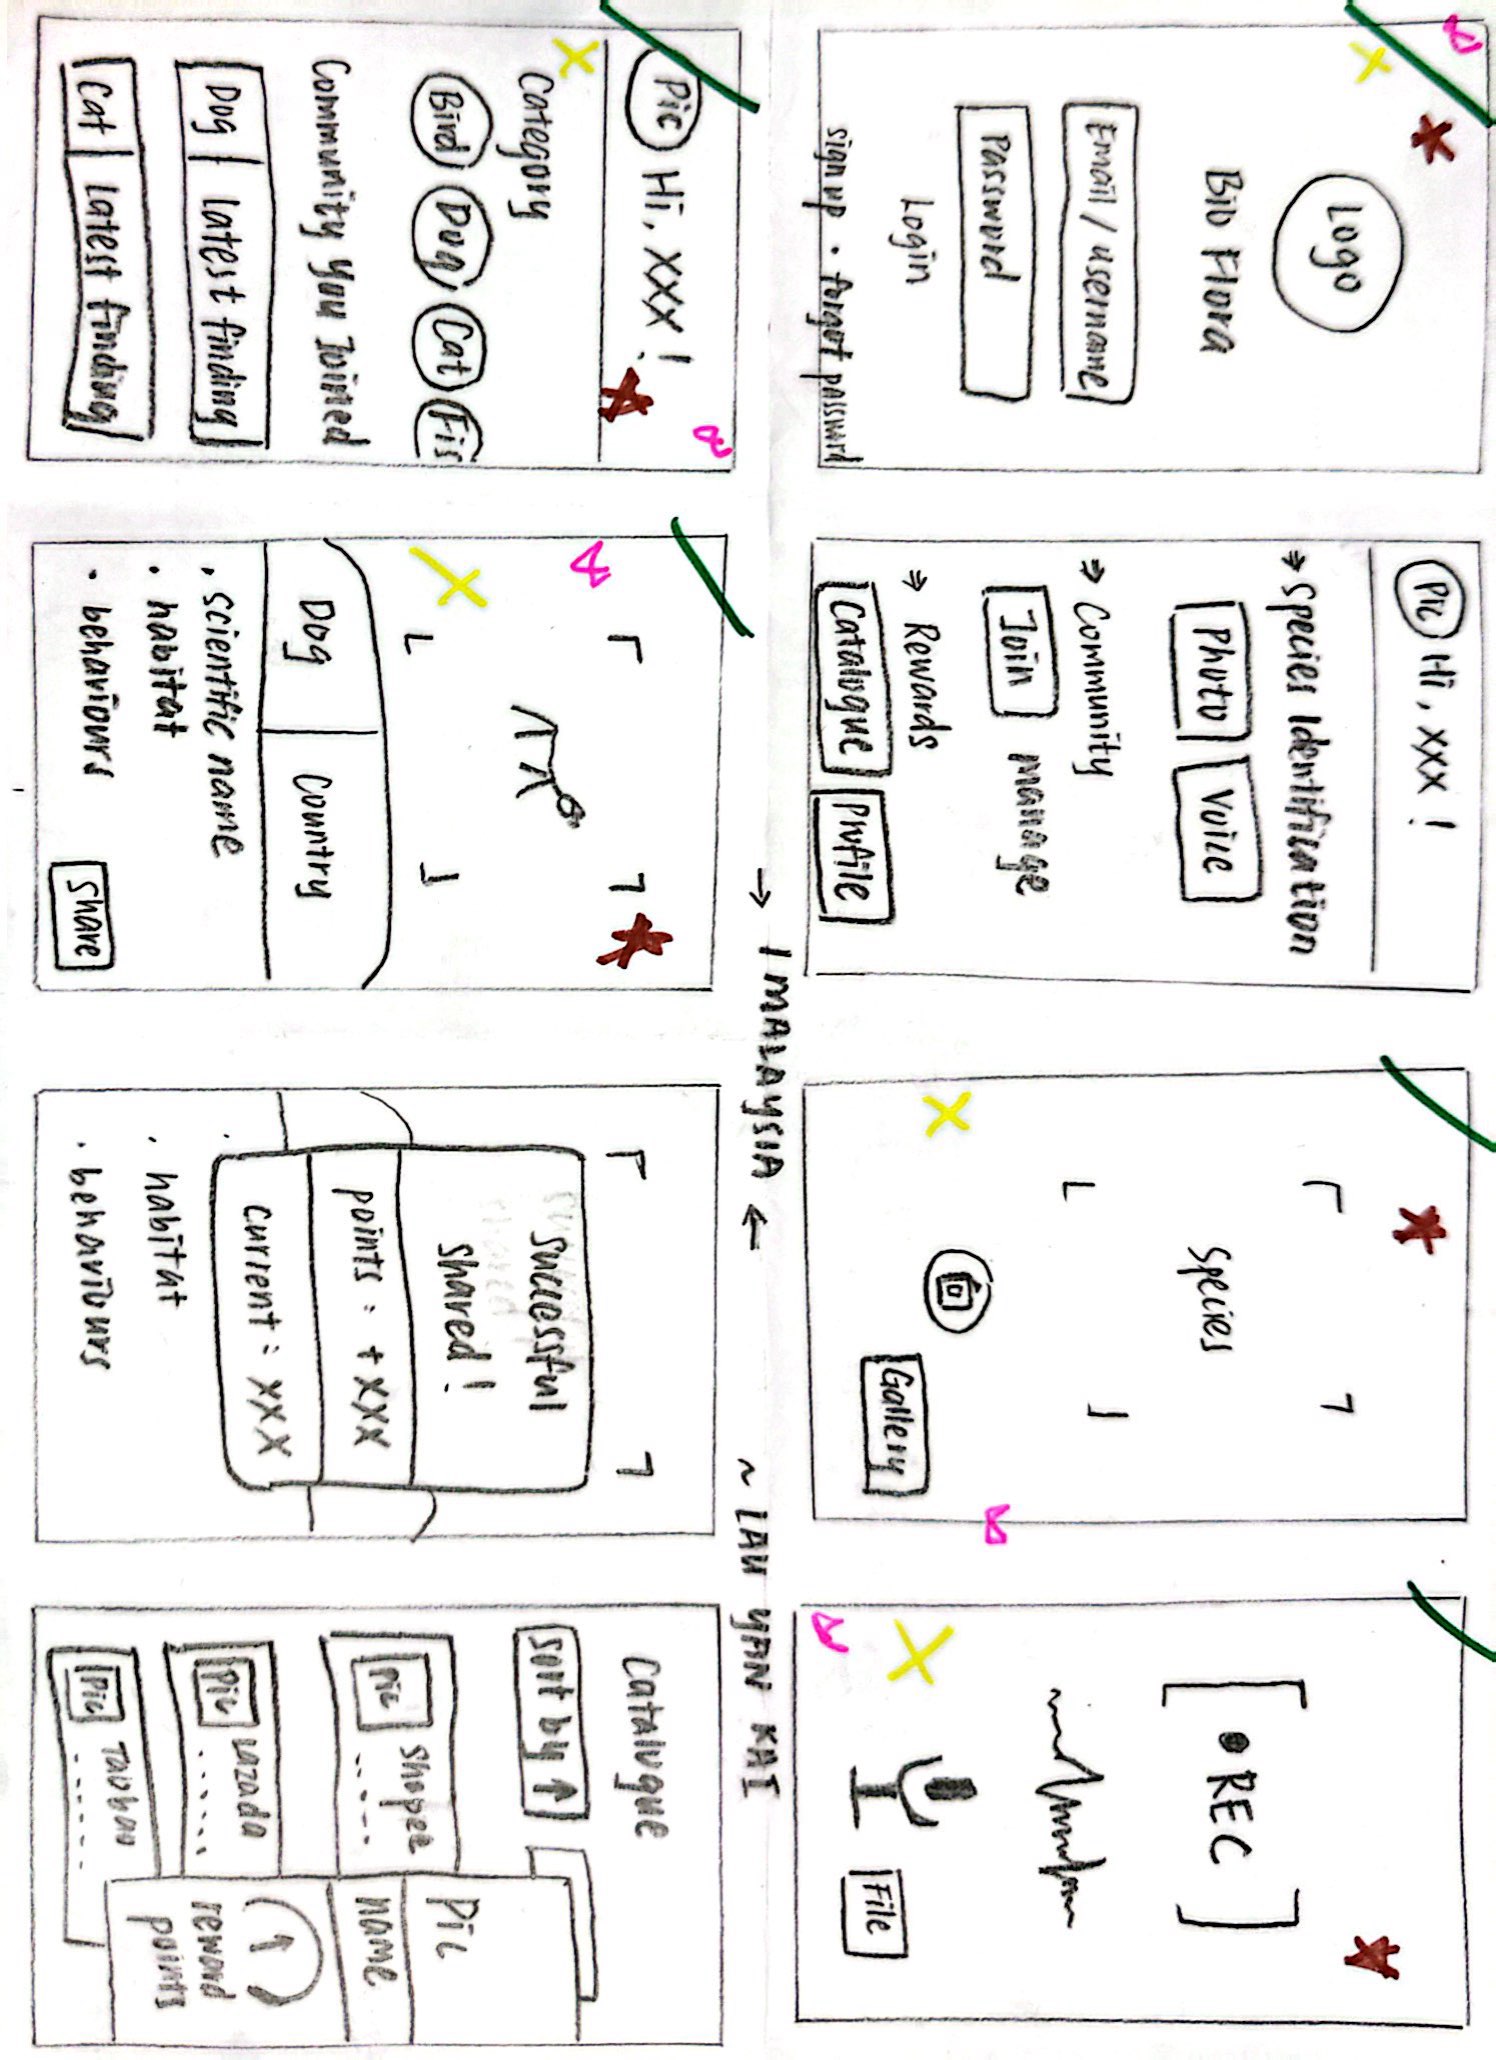 Logo
Bio Flora
Email / username
Password
Login
sign up . forgot password
Pic Hi, xxx !
Species Identification
Photo Voice
Community
Join manage
Rewards
Catalogue Profile
Species
Gallery
REC
File
→ 1 MALAYSIA ←
~ LAU YAN KAI
Pic Hi, XXX !
Category
Bird Dog Cat Fis
Community You Joined
Dog Latest finding
Cat Latest finding
Dog Country
. scientific name
. habitat
. behaviours
Share
successful
shared !
points : + XXX
current : XXX
. habitat
. behaviours
Catalogue
sort by ↑
Pic Shopee
Pic Lazada
Pic Taobao
Pic
name
reward
points